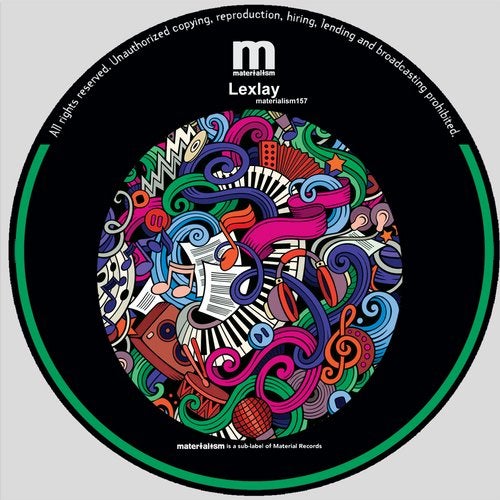 All rights reserved. Unauthorized copying, reproduction, hiring, lending and broadcasting prohibited.
m
materialism
Lexlay
materialism157
materialism is a sub-label of Material Records